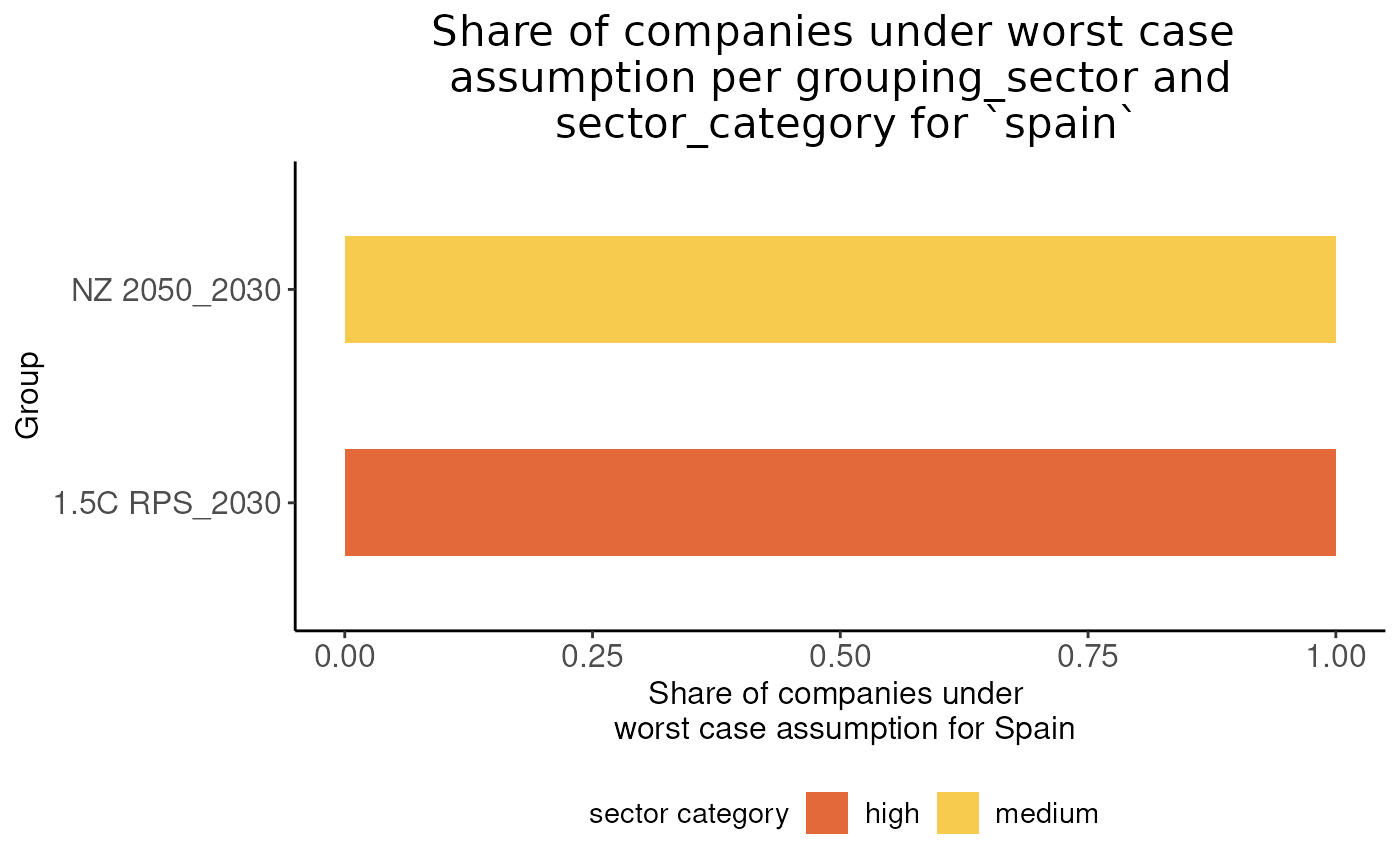 Share of companies under worst case
assumption per grouping_sector and
sector_category for `spain`
Group
NZ 2050_2030
1.5C RPS_2030
0.00 0.25 0.50 0.75 1.00
Share of companies under
worst case assumption for Spain
sector category high medium